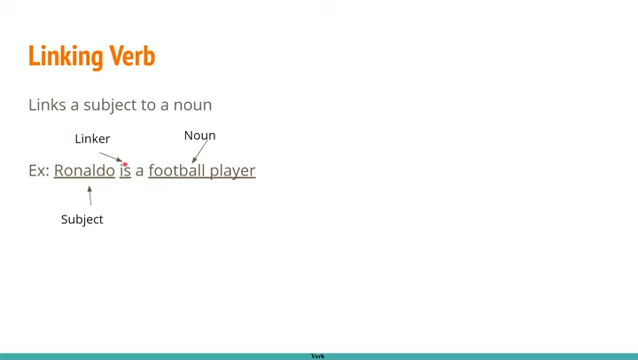 Linking Verb
Links a subject to a noun
Linker
Noun
Ex: Ronaldo is a football player
Subject
Verb